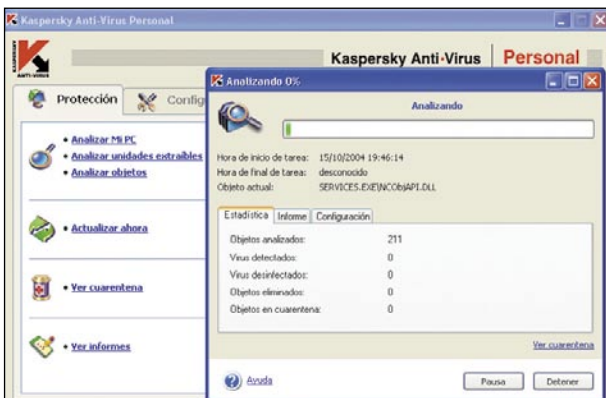 Kaspersky Anti-Virus Personal
ANTI-VIRUS
Kaspersky Anti-Virus Personal
Protección
Config
Analizar Mi PC
Analizar unidades extraíbles
Analizar objetos
Actualizar ahora
Ver cuarentena
Ver informes
Analizando 0%
Analizando
Hora de inicio de tarea: 15/10/2004 19:46:14
Hora de final de tarea: desconocido
Objeto actual: SERVICES.EXE\NCObjAPI.DLL
Estadística Informe Configuración
Objetos analizados: 211
Virus detectados: 0
Virus desinfectados: 0
Objetos eliminados: 0
Objetos en cuarentena: 0
Ver cuarentena
Ayuda
Pausa
Detener